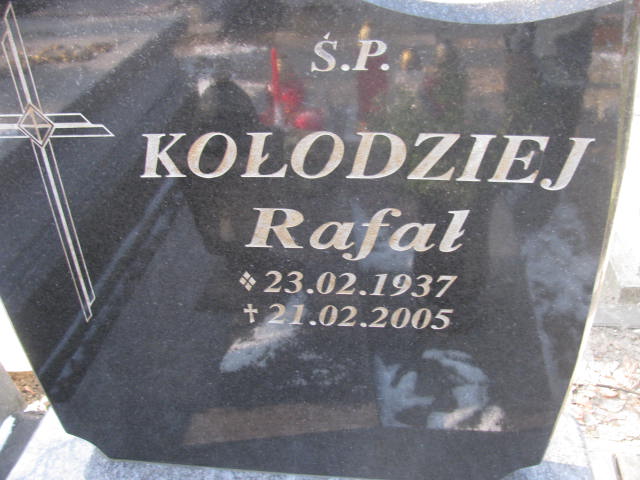 Ś.P.
KOŁODZIEJ
Rafał
❖ 23.02.1937
† 21.02.2005